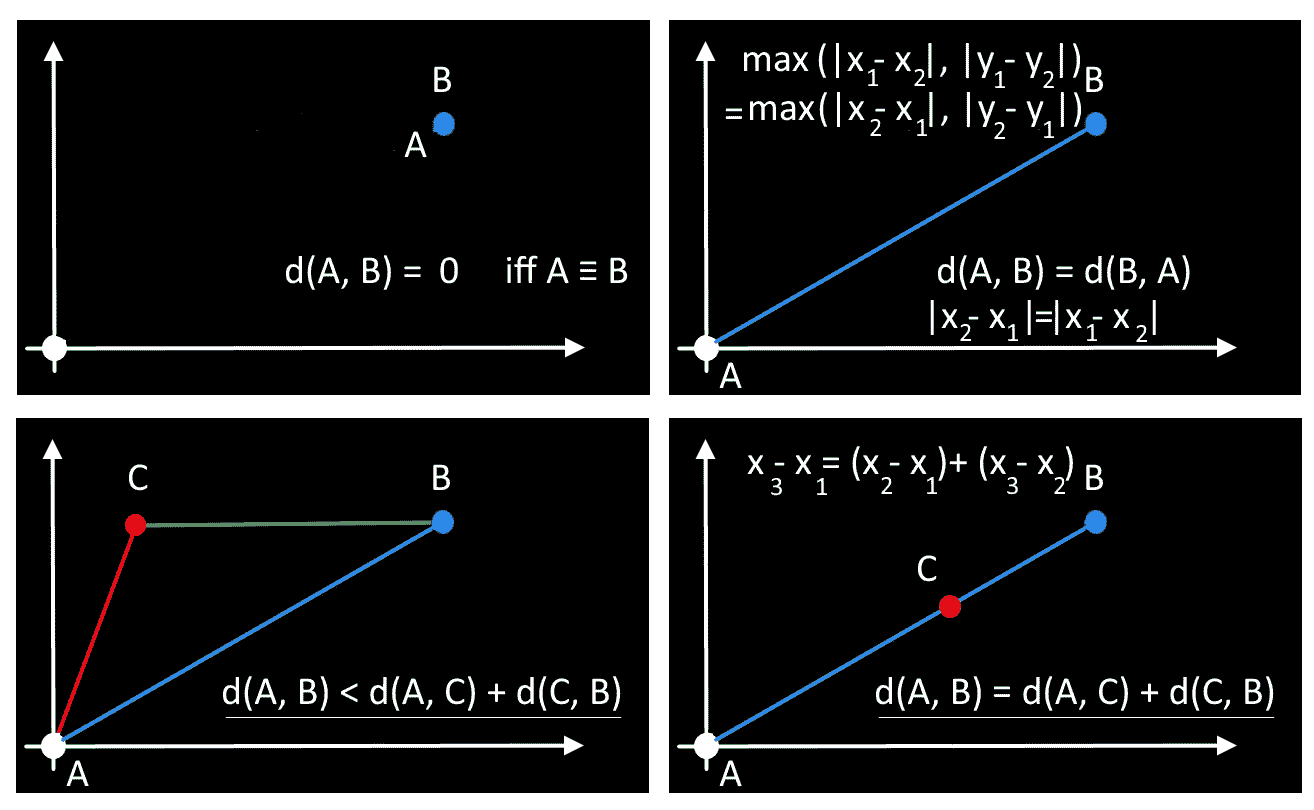 B
A
d(A, B) = 0 iff A ≡ B
max (|x₁- x₂|, |y₁- y₂|)
B
=max(|x₂- x₁|, |y₂- y₁|)
d(A, B) = d(B, A)
|x₂- x₁|=|x₁- x₂|
A
C
B
d(A, B) < d(A, C) + d(C, B)
A
x₃- x₁= (x₂- x₁)+ (x₃- x₂)
B
C
d(A, B) = d(A, C) + d(C, B)
A